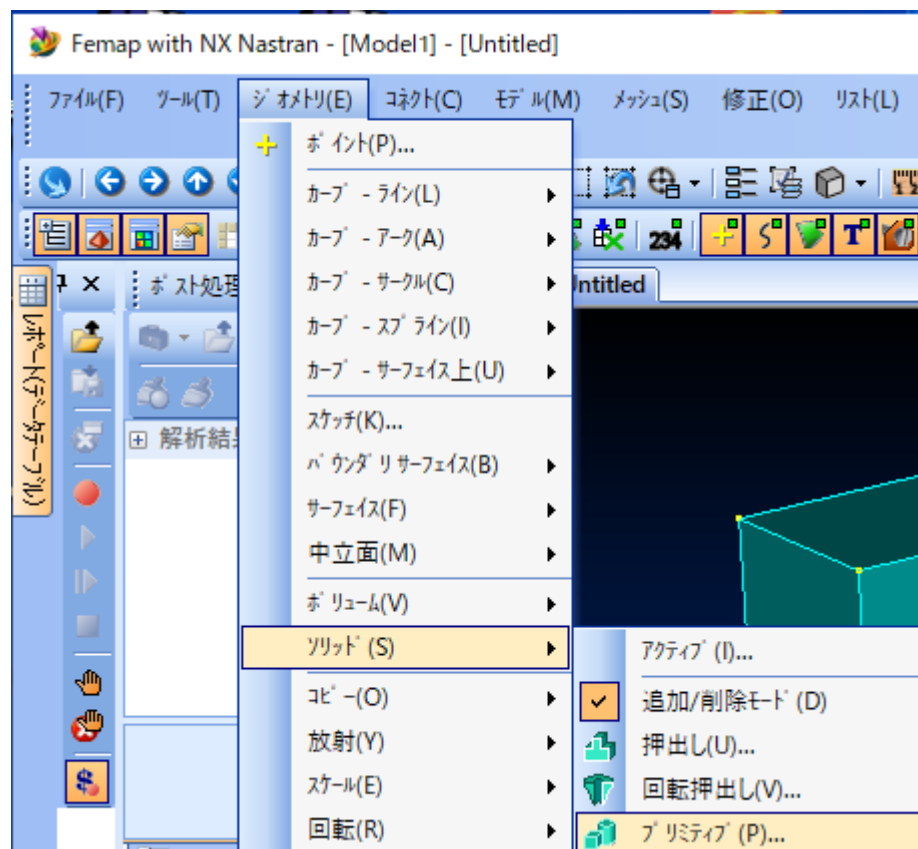 Femap with NX Nastran - [Model1] - [Untitled]
ﾌｧｲﾙ(F) ﾂｰﾙ(T) ｼﾞｵﾒﾄﾘ(E) ｺﾈｸﾄ(C) ﾓﾃﾞﾙ(M) ﾒｯｼｭ(S) 修正(O) ﾘｽﾄ(L)
ﾎﾟｲﾝﾄ(P)...
ｶｰﾌﾞ - ﾗｲﾝ(L)
ｶｰﾌﾞ - ｱｰｸ(A)
234
T
ｶｰﾌﾞ - ｻｰｸﾙ(C)
ﾎﾟｽﾄ処理
Untitled
ｶｰﾌﾞ - ｽﾌﾟﾗｲﾝ(I)
ｶｰﾌﾞ - ｻｰﾌｪｲｽ上(U)
レポート(データテーブル)
ｽｹｯﾁ(K)...
解析結
ﾊﾞｳﾝﾀﾞﾘ ｻｰﾌｪｲｽ(B)
ｻｰﾌｪｲｽ(F)
中立面(M)
ﾎﾞﾘｭｰﾑ(V)
ｿﾘｯﾄﾞ(S)
ｱｸﾃｨﾌﾞ(I)...
ｺﾋﾟｰ(O)
追加/削除ﾓｰﾄﾞ(D)
放射(Y)
押出し(U)...
ｽｹｰﾙ(E)
回転押出し(V)...
回転(R)
ﾌﾟﾘﾐﾃｨﾌﾞ(P)...